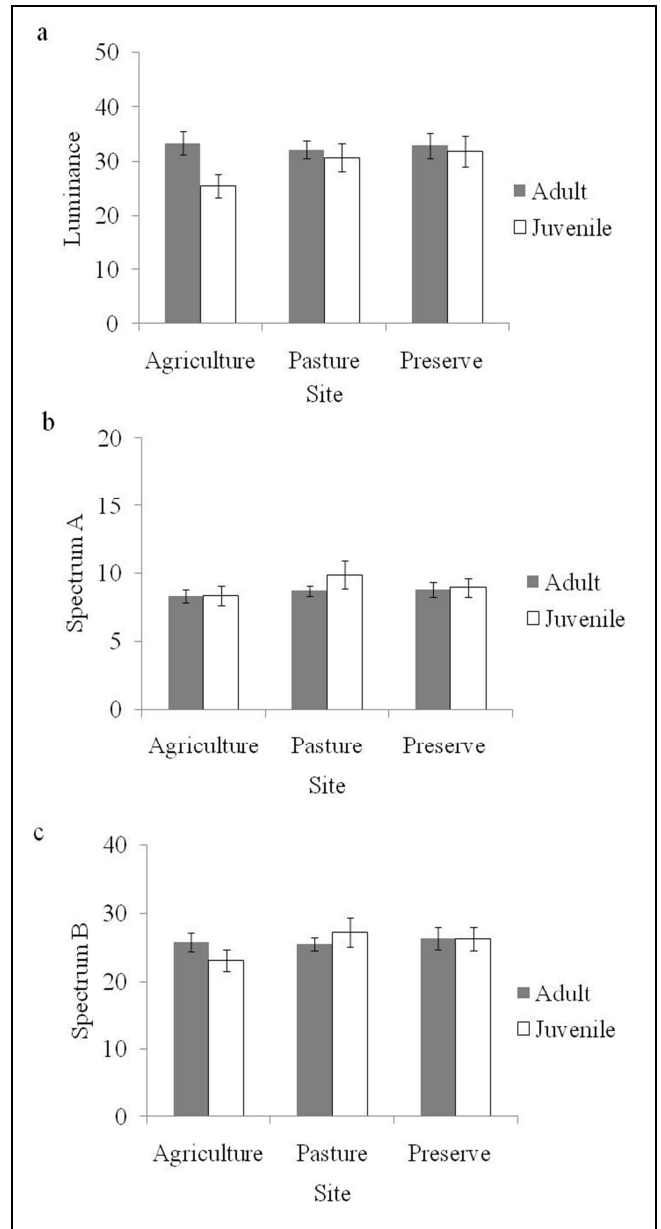 a
50
40
30
20
10
0
Luminance
Adult
Juvenile
Agriculture Pasture Preserve
Site
b
20
15
10
5
0
Spectrum A
Adult
Juvenile
Agriculture Pasture Preserve
Site
c
40
30
20
10
0
Spectrum B
Adult
Juvenile
Agriculture Pasture Preserve
Site